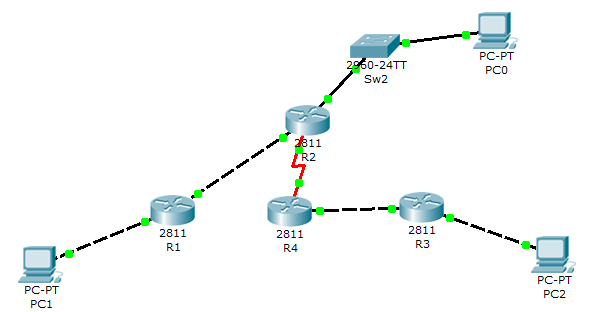 2960-24TT
Sw2
PC-PT
PC0
2811
R2
2811
R1
2811
R4
2811
R3
PC-PT
PC1
PC-PT
PC2